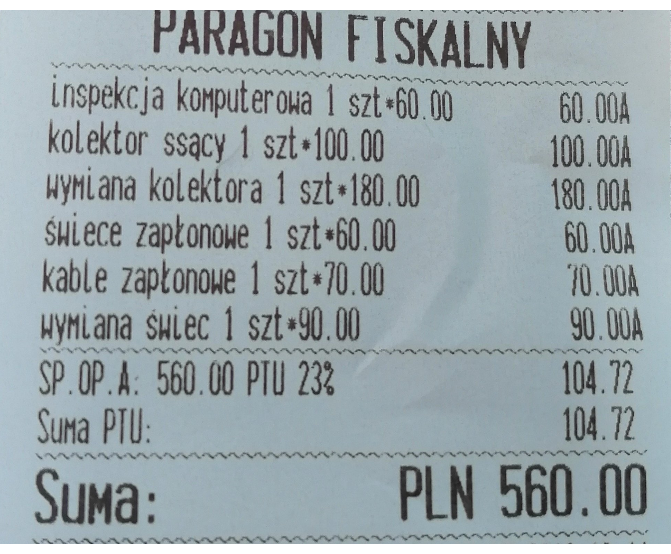 PARAGON FISKALNY
inspekcja komputerowa 1 szt*60.00 60.00A
kolektor ssący 1 szt*100.00 100.00A
wymiana kolektora 1 szt*180.00 180.00A
świece zapłonowe 1 szt*60.00 60.00A
kable zapłonowe 1 szt*70.00 70.00A
wymiana świec 1 szt*90.00 90.00A
SP.OP.A: 560.00 PTU 23% 104.72
Suma PTU: 104.72
Suma: PLN 560.00